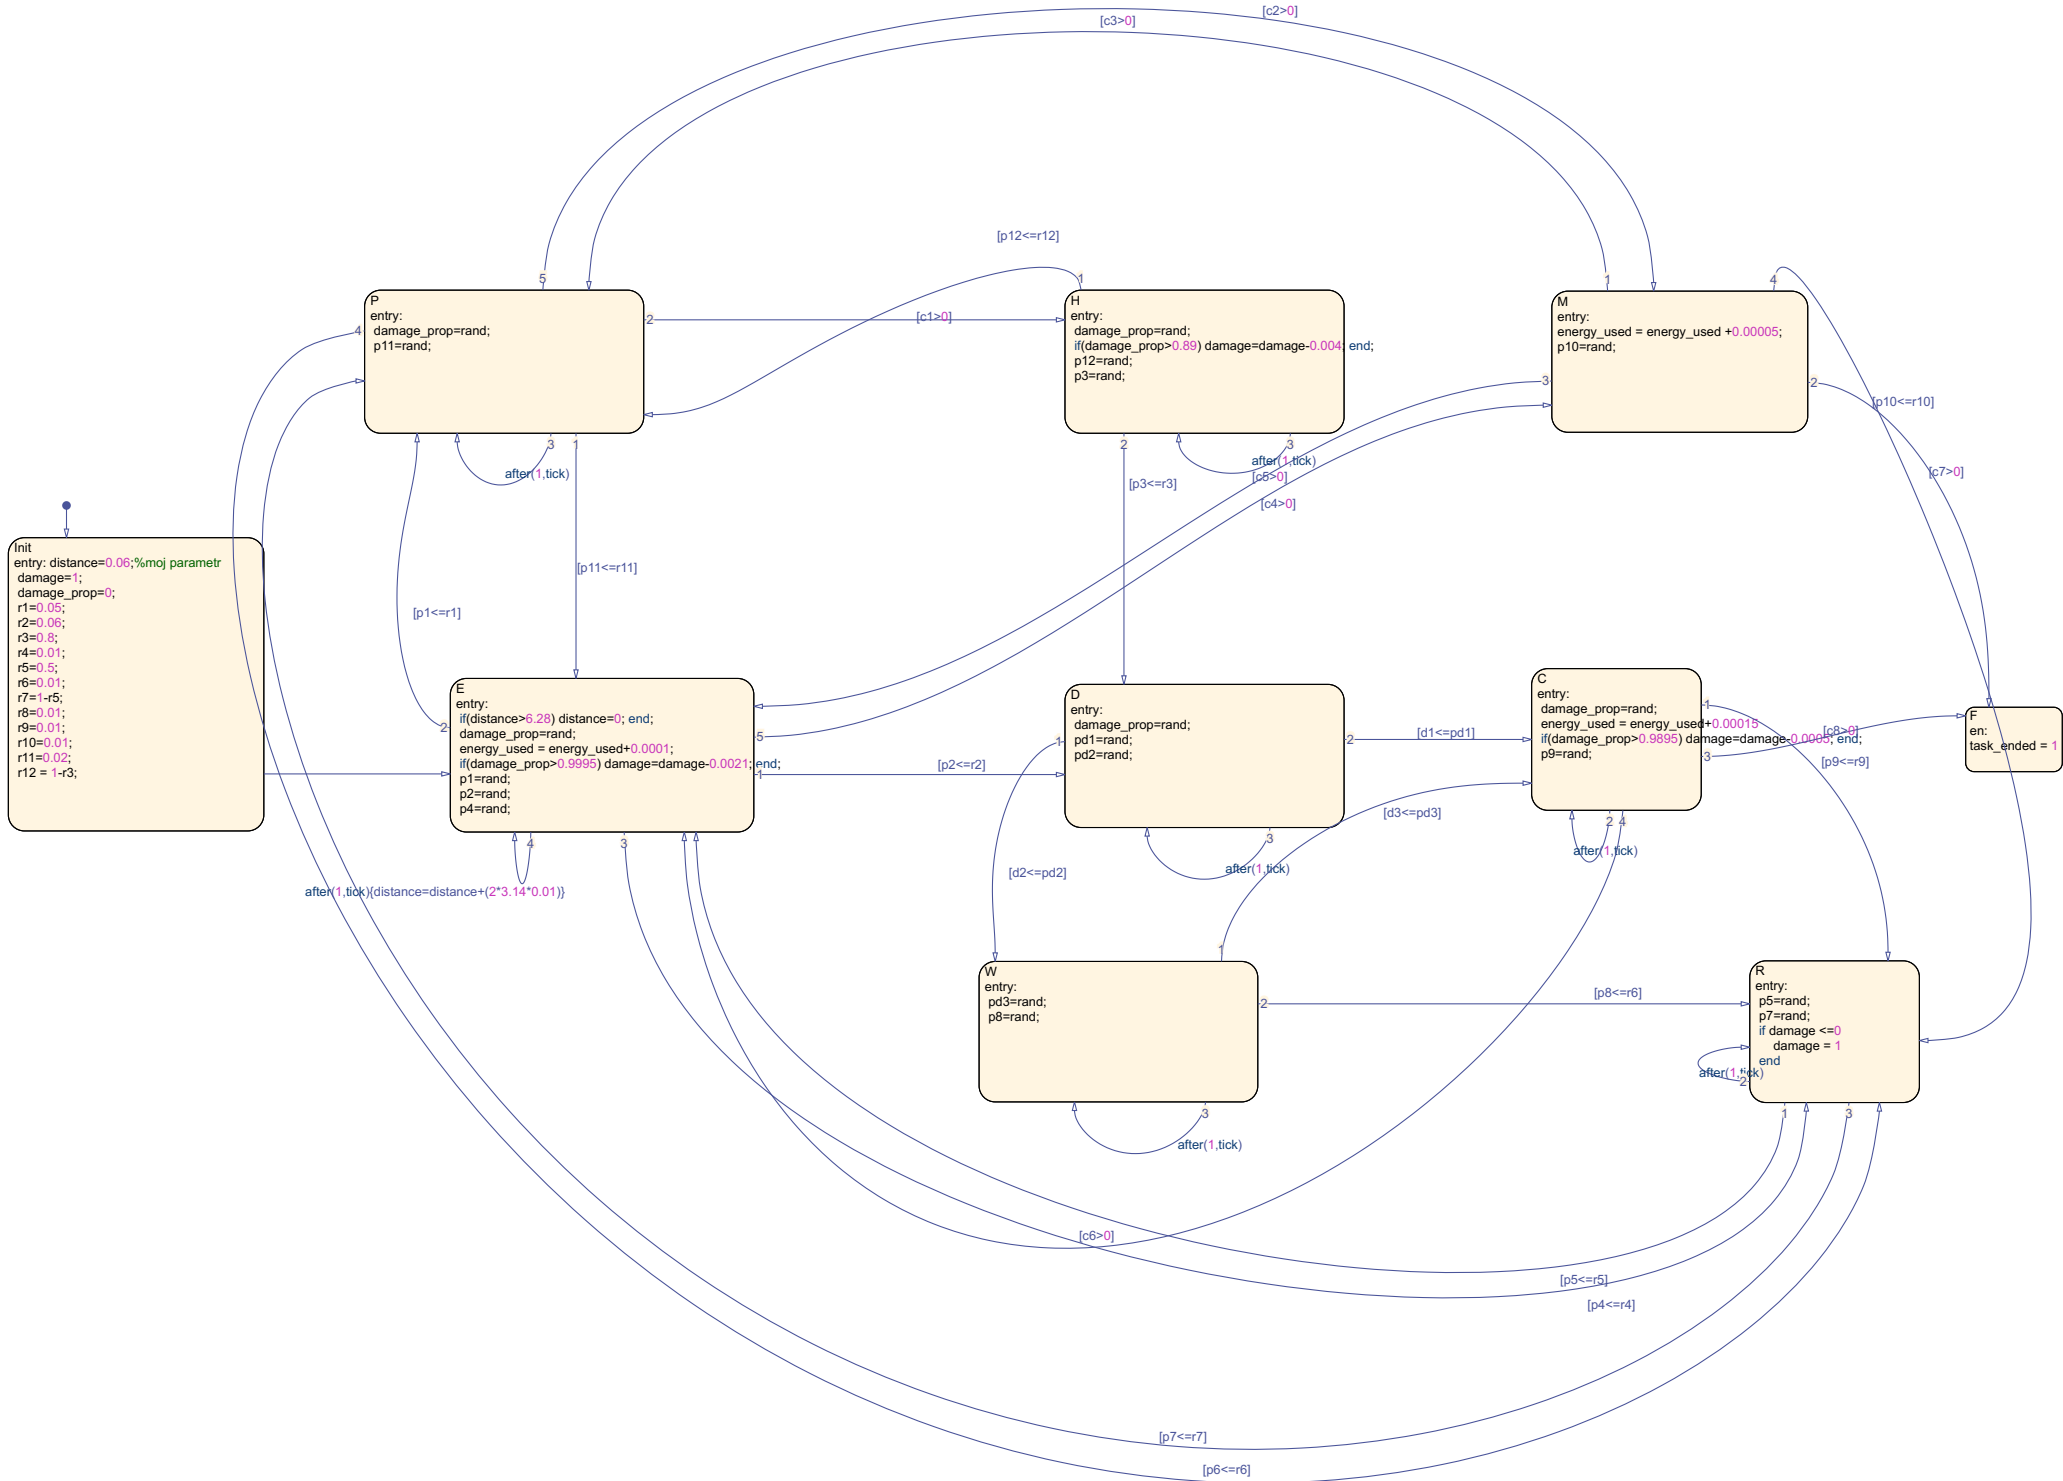 [c2>0]
[c3>0]
[p12<=r12]
5
1
1
4
P
entry:
damage_prop=rand;
p11=rand;
4
2
[c1>0]
H
entry:
damage_prop=rand;
if(damage_prop>0.89) damage=damage-0.004; end;
p12=rand;
p3=rand;
M
entry:
energy_used = energy_used +0.00005;
p10=rand;
3
2
[p10<=r10]
3
1
after(1,tick)
2
3
after(1,tick)
[p3<=r3]
[c5>0]
[c4>0]
[c7>0]
Init
entry: distance=0.06;%moj parametr
damage=1;
damage_prop=0;
r1=0.05;
r2=0.06;
r3=0.8;
r4=0.01;
r5=0.5;
r6=0.01;
r7=1-r5;
r8=0.01;
r9=0.01;
r10=0.01;
r11=0.02;
r12 = 1-r3;
[p11<=r11]
[p1<=r1]
E
entry:
if(distance>6.28) distance=0; end;
damage_prop=rand;
energy_used = energy_used+0.0001;
if(damage_prop>0.9995) damage=damage-0.0021; end;
p1=rand;
p2=rand;
p4=rand;
2
5
1
4
3
after(1,tick){distance=distance+(2*3.14*0.01)}
[p2<=r2]
D
entry:
damage_prop=rand;
pd1=rand;
pd2=rand;
1
2
3
after(1,tick)
[d1<=pd1]
[d2<=pd2]
[d3<=pd3]
C
entry:
damage_prop=rand;
energy_used = energy_used+0.00015
if(damage_prop>0.9895) damage=damage-0.0005; end;
p9=rand;
1
3
2
4
after(1,tick)
[c8>0]
[p9<=r9]
F
en:
task_ended = 1
W
entry:
pd3=rand;
p8=rand;
1
2
3
after(1,tick)
[p8<=r6]
R
entry:
p5=rand;
p7=rand;
if damage <=0
damage = 1
end
after(1,tick)
2
1
3
[c6>0]
[p5<=r5]
[p4<=r4]
[p7<=r7]
[p6<=r6]